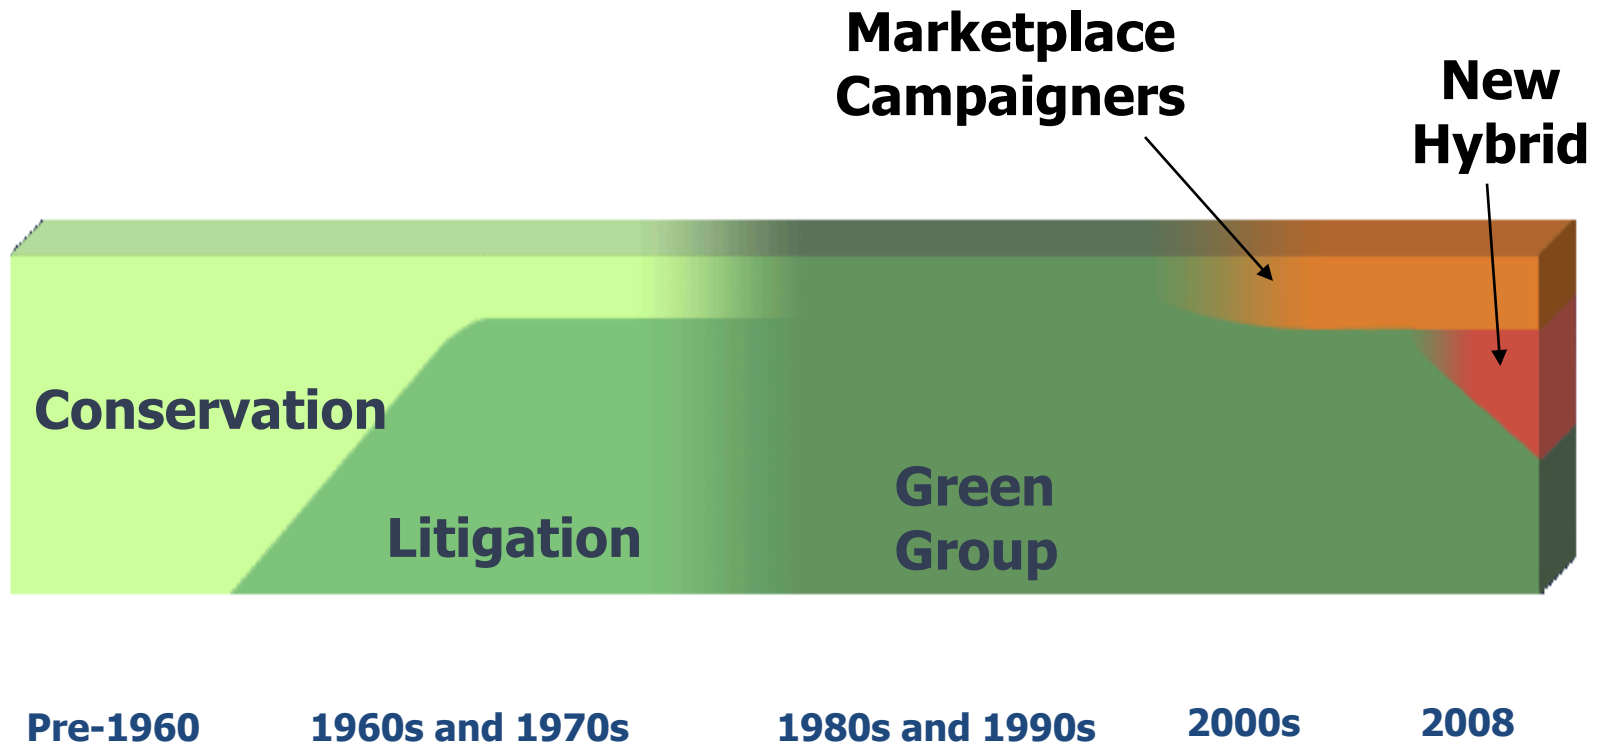 Marketplace
Campaigners
New
Hybrid
Conservation
Litigation
Green
Group
Pre-1960
1960s and 1970s
1980s and 1990s
2000s
2008